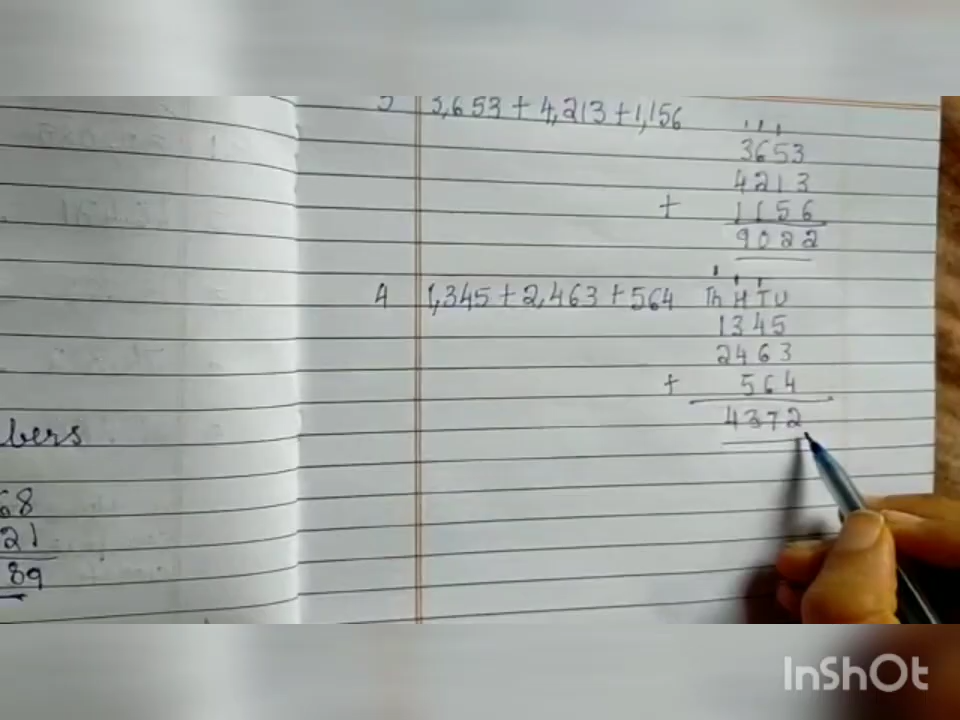 3 3,653 + 4,213 + 1,156
3653
4213
+ 1156
9022
4 1,345 + 2,463 + 564 Th H T U
1345
2463
+ 564
4372
bers
68
21
89
InShOt